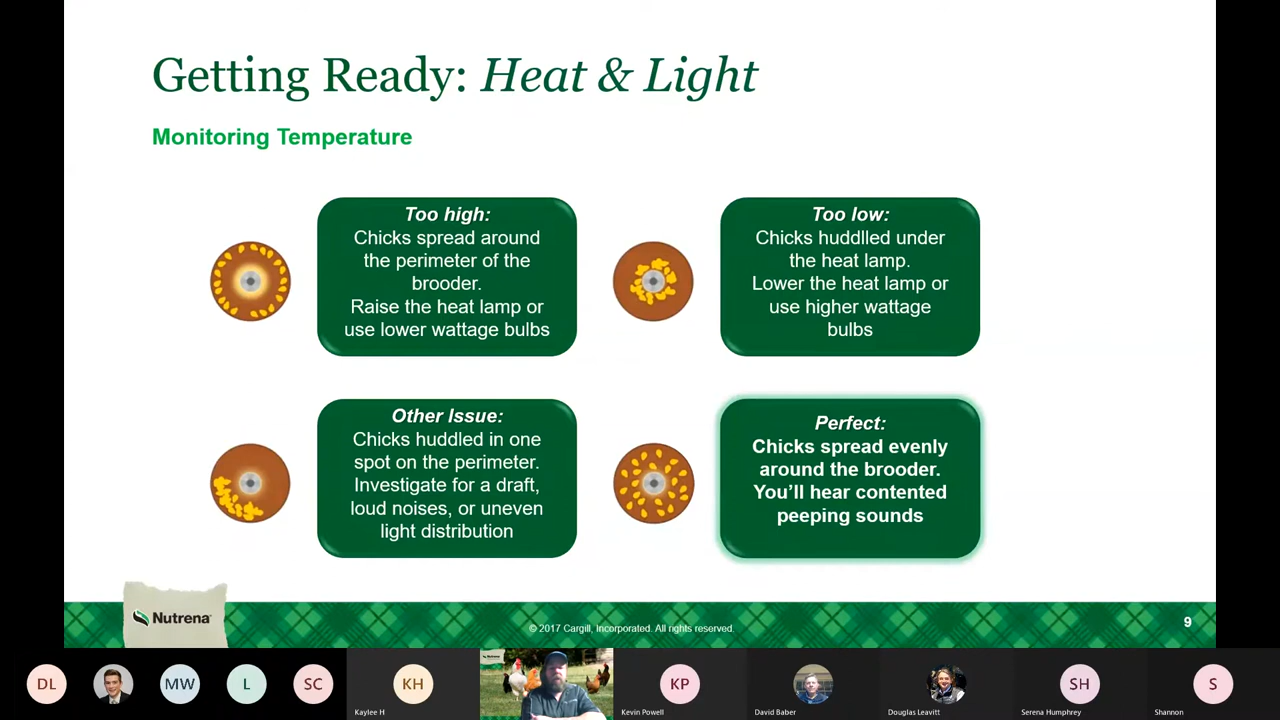 Getting Ready: Heat & Light
Monitoring Temperature
Too high:
Chicks spread around
the perimeter of the
brooder.
Raise the heat lamp or
use lower wattage bulbs
Too low:
Chicks huddlled under
the heat lamp.
Lower the heat lamp or
use higher wattage
bulbs
Other Issue:
Chicks huddled in one
spot on the perimeter.
Investigate for a draft,
loud noises, or uneven
light distribution
Perfect:
Chicks spread evenly
around the brooder.
You’ll hear contented
peeping sounds
Nutrena
© 2017 Cargill, Incorporated. All rights reserved.
9
DL
MW
L
SC
KH
Kaylee H
Nutrena
KP
Kevin Powell
David Baber
Douglas Leavitt
SH
Serena Humphrey
S
Shannon